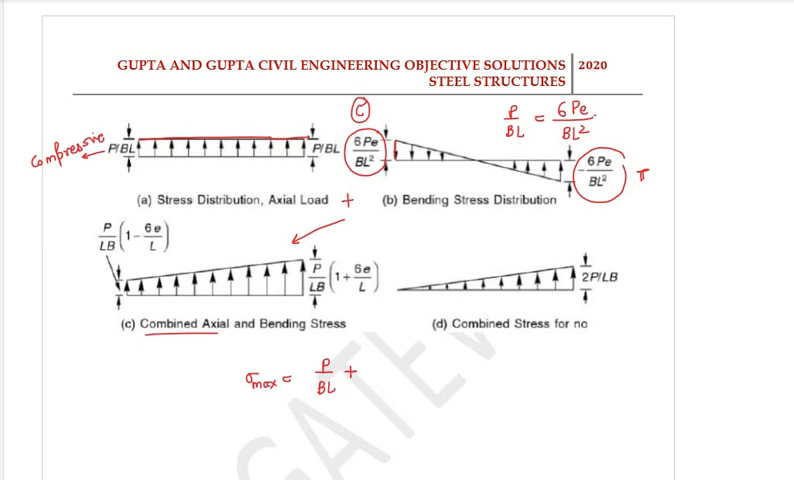 GUPTA AND GUPTA CIVIL ENGINEERING OBJECTIVE SOLUTIONS 2020
STEEL STRUCTURES
C
P/BL = 6Pe/BL²
Compressive ← P/BL P/BL 6Pe/BL² -6Pe/BL² T
(a) Stress Distribution, Axial Load + (b) Bending Stress Distribution
P/LB (1 - 6e/L)
P/LB (1 + 6e/L) 2P/LB
(c) Combined Axial and Bending Stress (d) Combined Stress for no
σmax = P/BL +
GATE